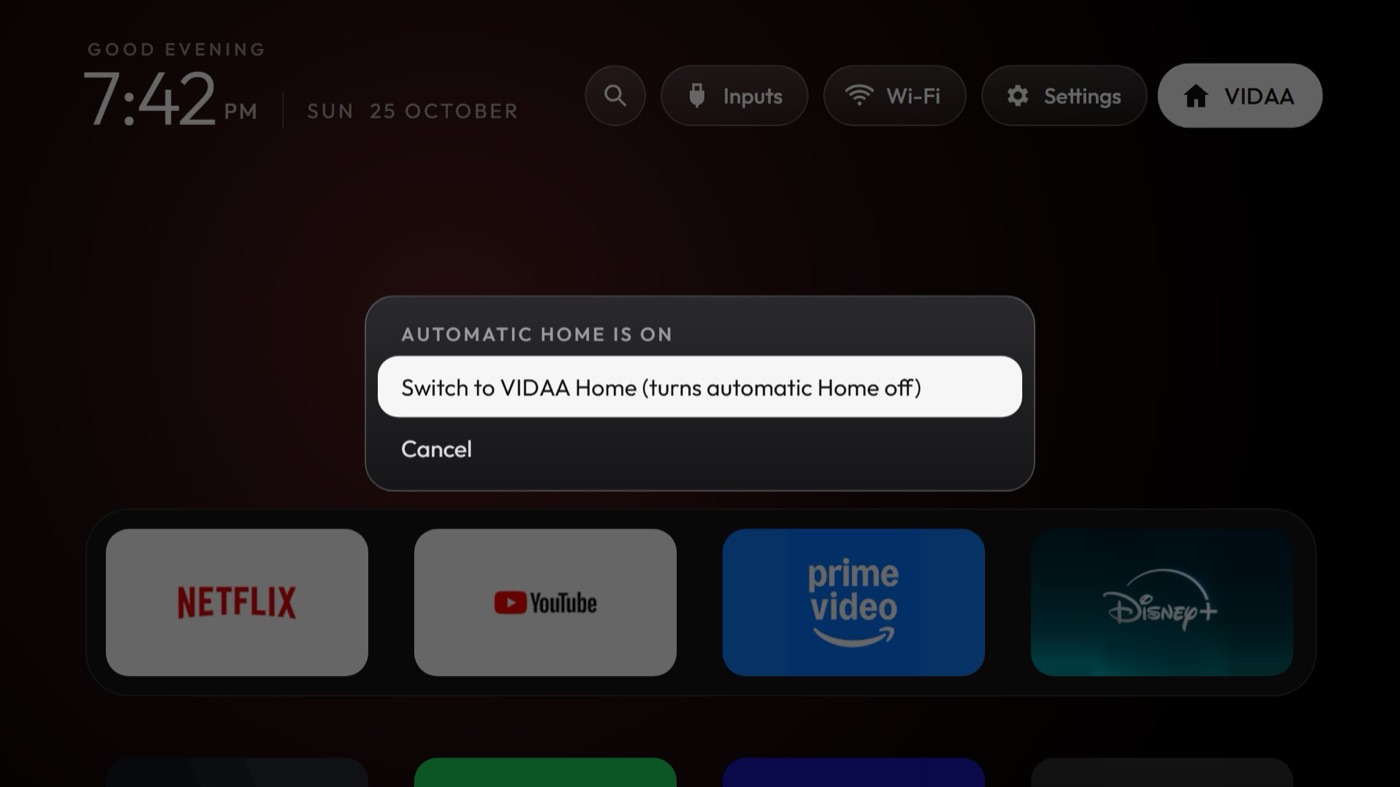 GOOD EVENING
7:42 PM
SUN 25 OCTOBER
Inputs
Wi-Fi
Settings
VIDAA
AUTOMATIC HOME IS ON
Switch to VIDAA Home (turns automatic Home off)
Cancel
NETFLIX
YouTube
prime
video
Disney+